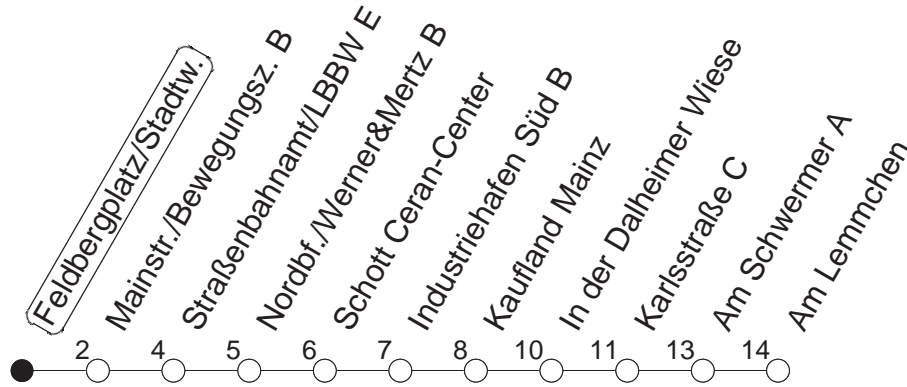 Feldbergplatz/Stadtw.
Mainstr./Bewegungsz. B
Straßenbahnamt/LBBW E
Nordbf./Werner&Mertz B
Schott Ceran-Center
Industriehafen Süd B
Kaufland Mainz
In der Dalheimer Wiese
Karlsstraße C
Am Schwermer A
Am Lemmchen
2 4 5 6 7 8 10 11 13 14